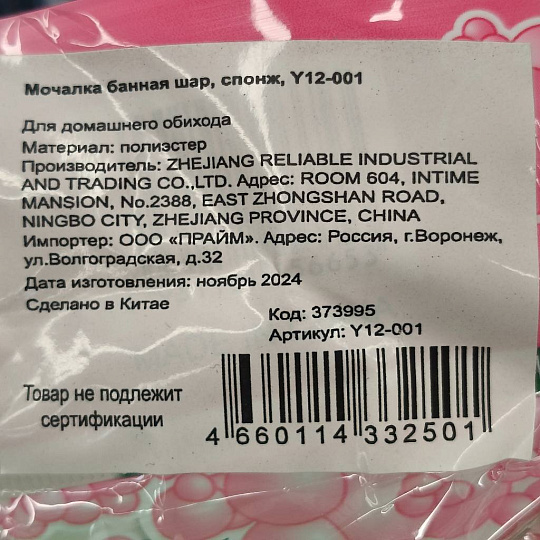 Мочалка банная шар, спонж, Y12-001
Для домашнего обихода
Материал: полиэстер
Производитель: ZHEJIANG RELIABLE INDUSTRIAL
AND TRADING CO.,LTD. Адрес: ROOM 604, INTIME
MANSION, No.2388, EAST ZHONGSHAN ROAD,
NINGBO CITY, ZHEJIANG PROVINCE, CHINA
Импортер: ООО «ПРАЙМ». Адрес: Россия, г.Воронеж,
ул.Волгоградская, д.32
Дата изготовления: ноябрь 2024
Сделано в Китае
Код: 373995
Артикул: Y12-001
Товар не подлежит
сертификации
4 660114 332501